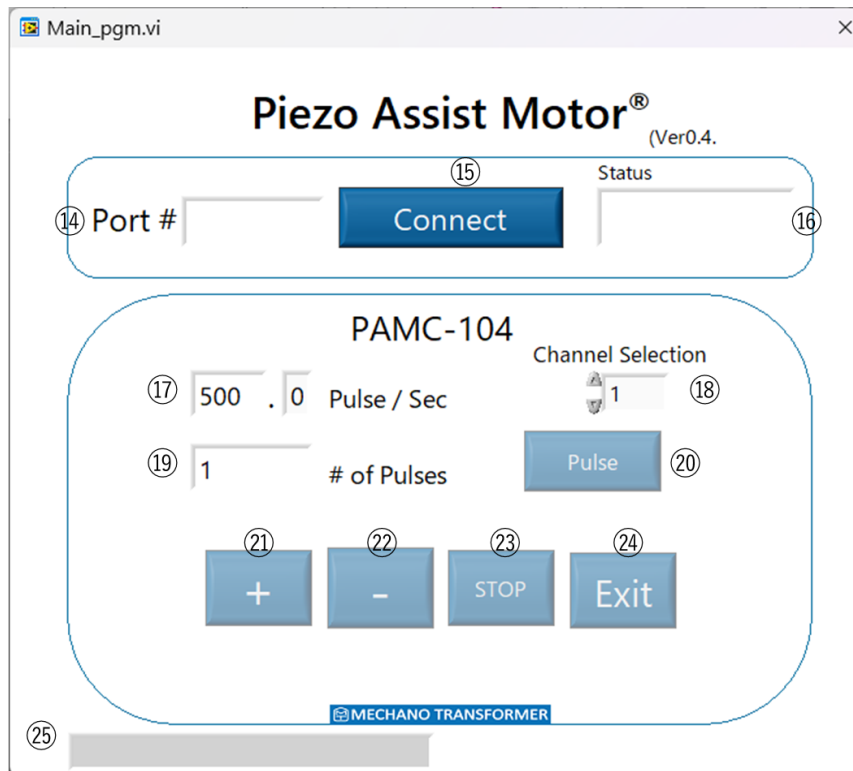 Main_pgm.vi
Piezo Assist Motor®
(Ver0.4.
⑮
Status
⑭ Port # Connect ⑯
PAMC-104
Channel Selection
⑰ 500 . 0 Pulse / Sec 1 ⑱
⑲ 1 # of Pulses Pulse ⑳
㉑ ㉒ ㉓ ㉔
+ - STOP Exit
MECHANO TRANSFORMER
㉕